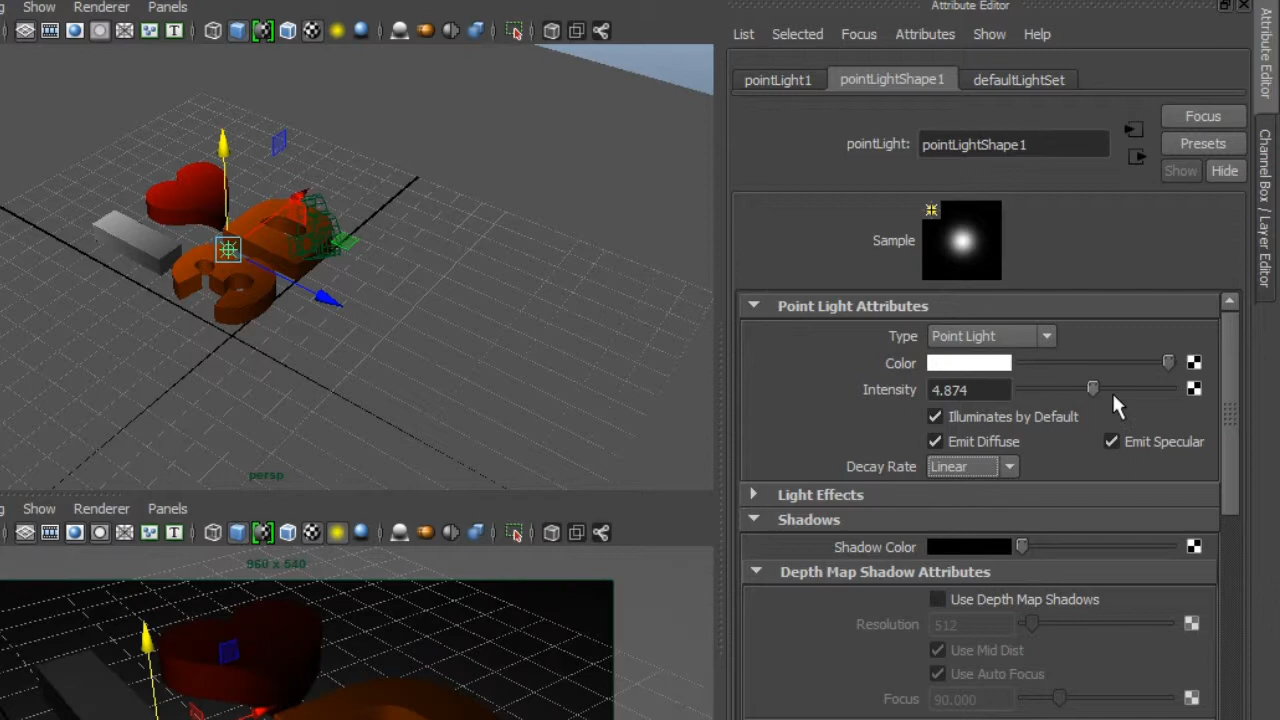 Show Renderer Panels
Attribute Editor
List Selected Focus Attributes Show Help
pointLight1 pointLightShape1 defaultLightSet
Attribute Editor
Channel Box / Layer Editor
pointLight: pointLightShape1
Focus
Presets
Show Hide
Sample
Point Light Attributes
Type Point Light
Color
Intensity 4.874
Illuminates by Default
Emit Diffuse Emit Specular
Decay Rate Linear
Light Effects
Shadows
Shadow Color
Depth Map Shadow Attributes
Use Depth Map Shadows
Resolution 512
Use Mid Dist
Use Auto Focus
Focus 90.000
persp
Show Renderer Panels
960 x 540